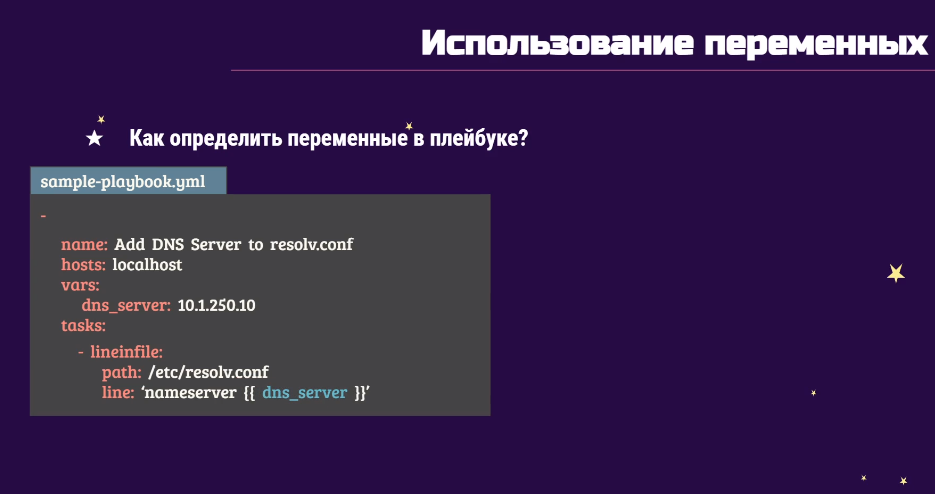 Использование переменных
Как определить переменные в плейбуке?
sample-playbook.yml
-
name: Add DNS Server to resolv.conf
hosts: localhost
vars:
dns_server: 10.1.250.10
tasks:
- lineinfile:
path: /etc/resolv.conf
line: ‘nameserver {{ dns_server }}’